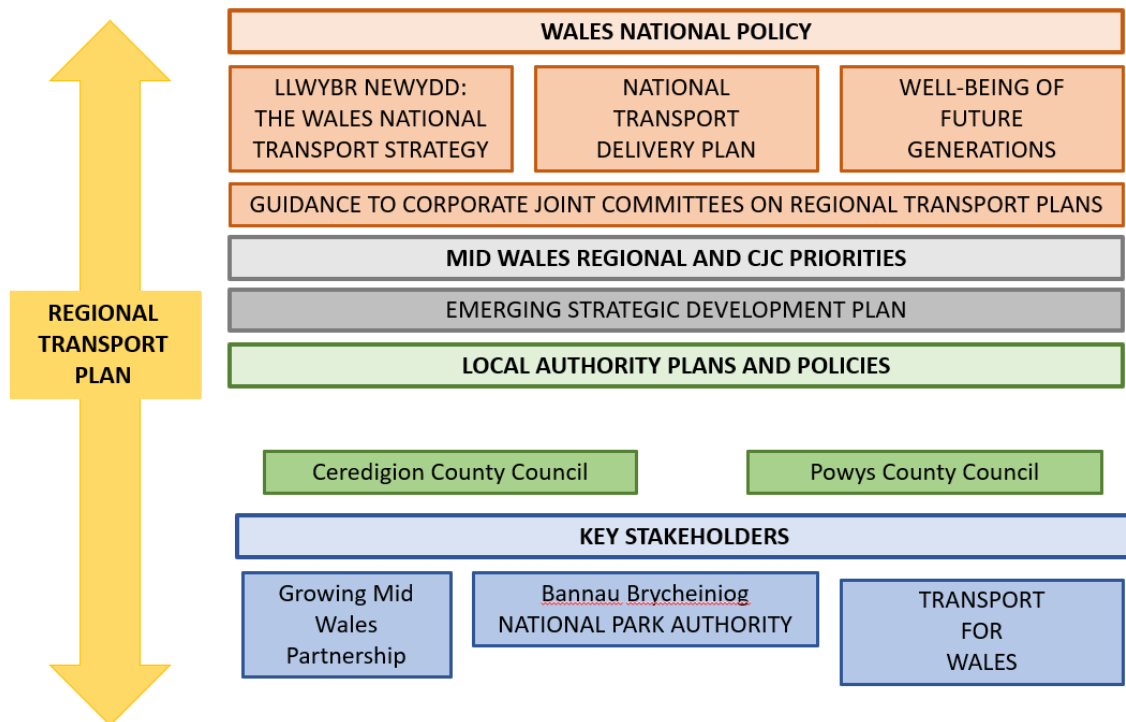 WALES NATIONAL POLICY
LLWYBR NEWYDD:
THE WALES NATIONAL
TRANSPORT STRATEGY
NATIONAL
TRANSPORT
DELIVERY PLAN
WELL-BEING OF
FUTURE
GENERATIONS
GUIDANCE TO CORPORATE JOINT COMMITTEES ON REGIONAL TRANSPORT PLANS
MID WALES REGIONAL AND CJC PRIORITIES
EMERGING STRATEGIC DEVELOPMENT PLAN
REGIONAL
TRANSPORT
PLAN
LOCAL AUTHORITY PLANS AND POLICIES
Ceredigion County Council
Powys County Council
KEY STAKEHOLDERS
Growing Mid
Wales
Partnership
Bannau Brycheiniog
NATIONAL PARK AUTHORITY
TRANSPORT
FOR
WALES